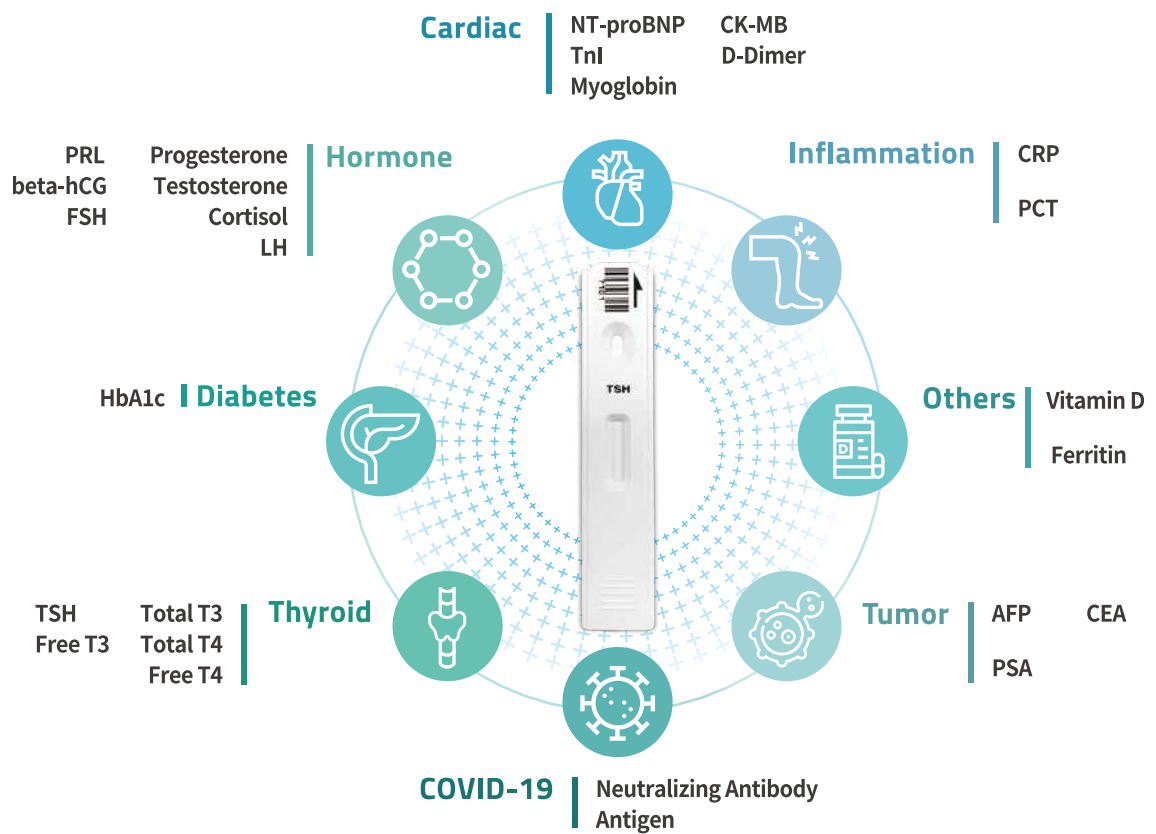 Cardiac
NT-proBNP CK-MB
TnI D-Dimer
Myoglobin
PRL Progesterone
beta-hCG Testosterone
FSH Cortisol
LH
Hormone
Inflammation
CRP
PCT
TSH
HbA1c
Diabetes
Others
Vitamin D
D
Ferritin
TSH Total T3
Free T3 Total T4
Free T4
Thyroid
Tumor
AFP CEA
PSA
COVID-19
Neutralizing Antibody
Antigen